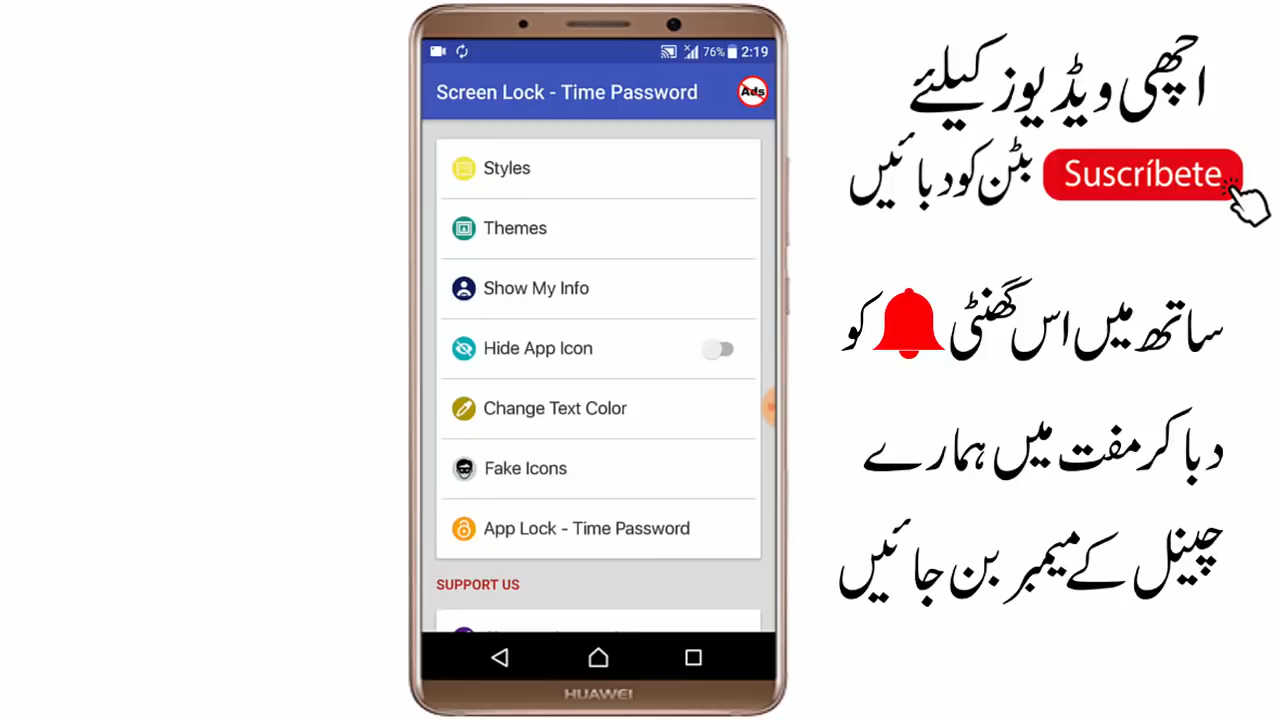 76% 2:19
Screen Lock - Time Password
Ads
Styles
Themes
Show My Info
Hide App Icon
Change Text Color
Fake Icons
App Lock - Time Password
SUPPORT US
HUAWEI
اچھی ویڈیوز کیلئے
Suscríbete بٹن کو دبائیں
ساتھ میں اس گھنٹی کو
دبا کر مفت میں ہمارے
چینل کے میمبر بن جائیں